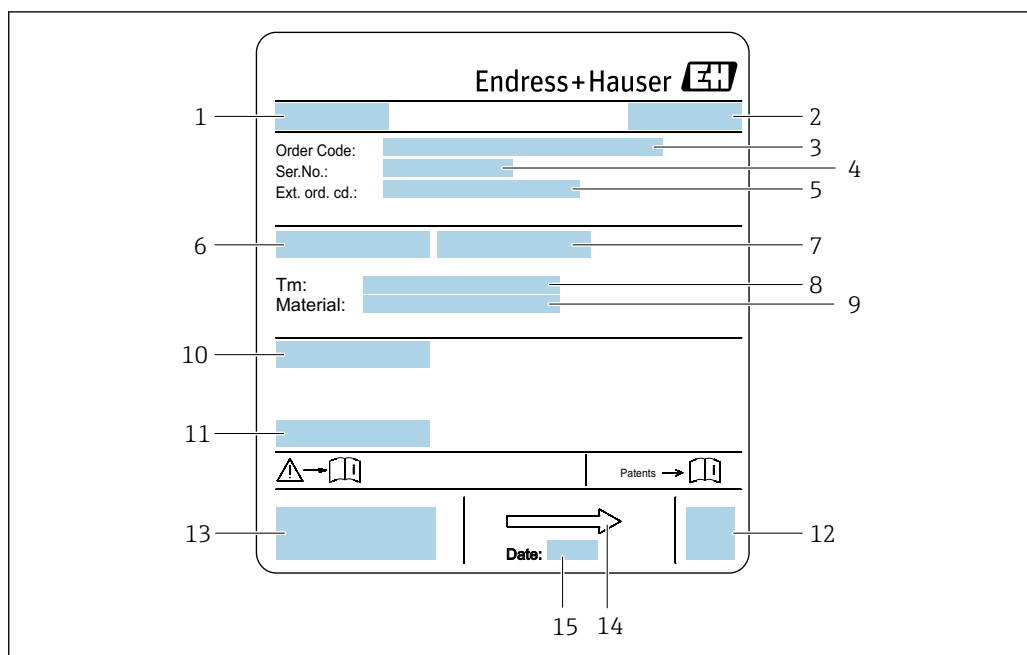 Endress+Hauser EH
1 2
Order Code: 3
Ser.No.: 4
Ext. ord. cd.: 5
6 7
Tm: 8
Material: 9
10
11
Patents
13 12
Date:
15 14